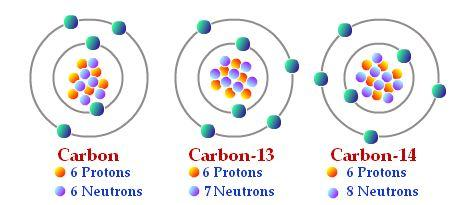 Carbon
6 Protons
6 Neutrons
Carbon-13
6 Protons
7 Neutrons
Carbon-14
6 Protons
8 Neutrons